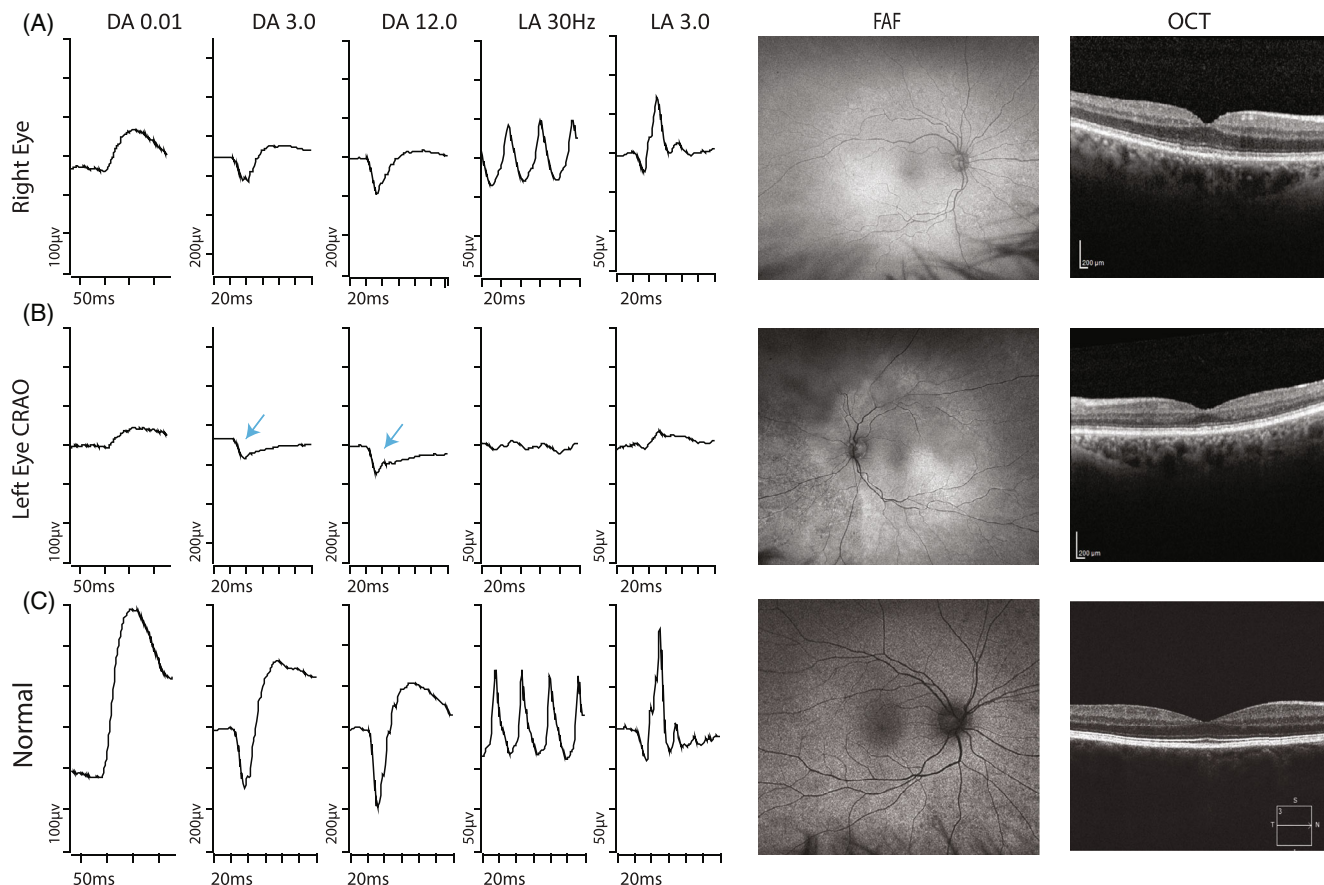 (A) DA 0.01 DA 3.0 DA 12.0 LA 30Hz LA 3.0 FAF OCT
Right Eye
100μv 200μv 200μv 50μv 50μv
200 μm
50ms 20ms 20ms 20ms 20ms
(B)
Left Eye CRAO
100μv 200μv 200μv 50μv 50μv
200 μm
50ms 20ms 20ms 20ms 20ms
(C)
Normal
100μv 200μv 200μv 50μv 50μv
S
3
T N
50ms 20ms 20ms 20ms 20ms